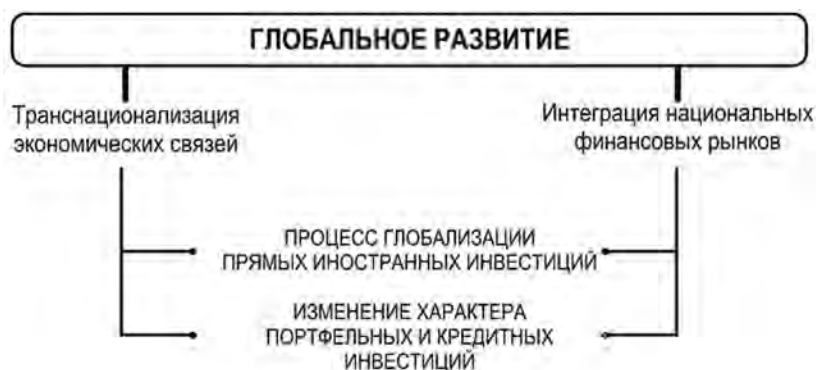 ГЛОБАЛЬНОЕ РАЗВИТИЕ
Транснационализация
экономических связей
Интеграция национальных
финансовых рынков
ПРОЦЕСС ГЛОБАЛИЗАЦИИ
ПРЯМЫХ ИНОСТРАННЫХ ИНВЕСТИЦИЙ
ИЗМЕНЕНИЕ ХАРАКТЕРА
ПОРТФЕЛЬНЫХ И КРЕДИТНЫХ
ИНВЕСТИЦИЙ